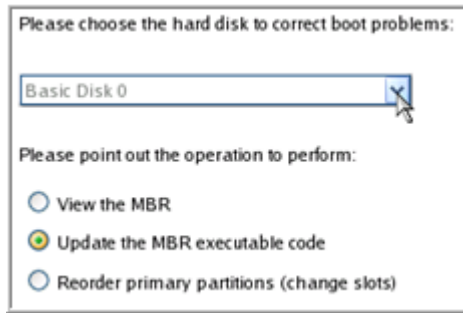 Please choose the hard disk to correct boot problems:
Basic Disk 0
Please point out the operation to perform:
View the MBR
Update the MBR executable code
Reorder primary partitions (change slots)